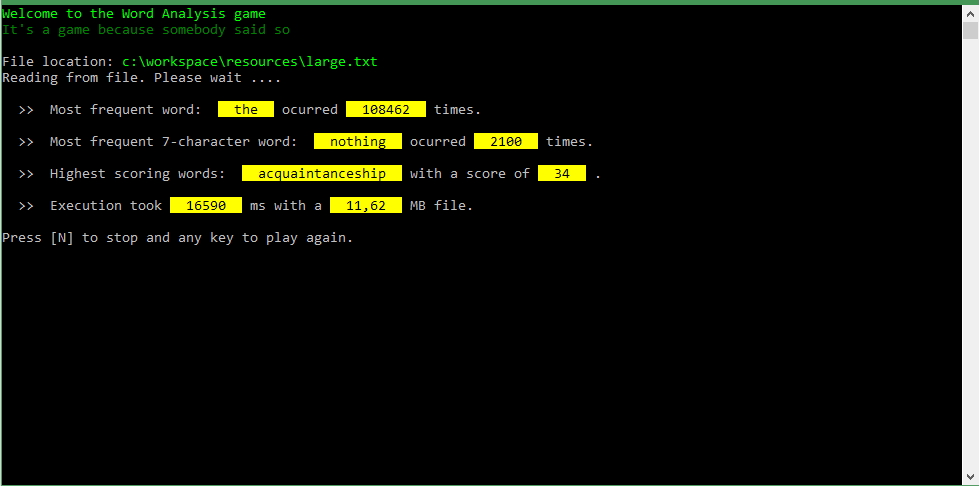 Welcome to the Word Analysis game
It's a game because somebody said so
File location: c:\workspace\resources\large.txt
Reading from file. Please wait ....
>> Most frequent word: the ocurred 108462 times.
>> Most frequent 7-character word: nothing ocurred 2100 times.
>> Highest scoring words: acquaintanceship with a score of 34 .
>> Execution took 16590 ms with a 11,62 MB file.
Press [N] to stop and any key to play again.